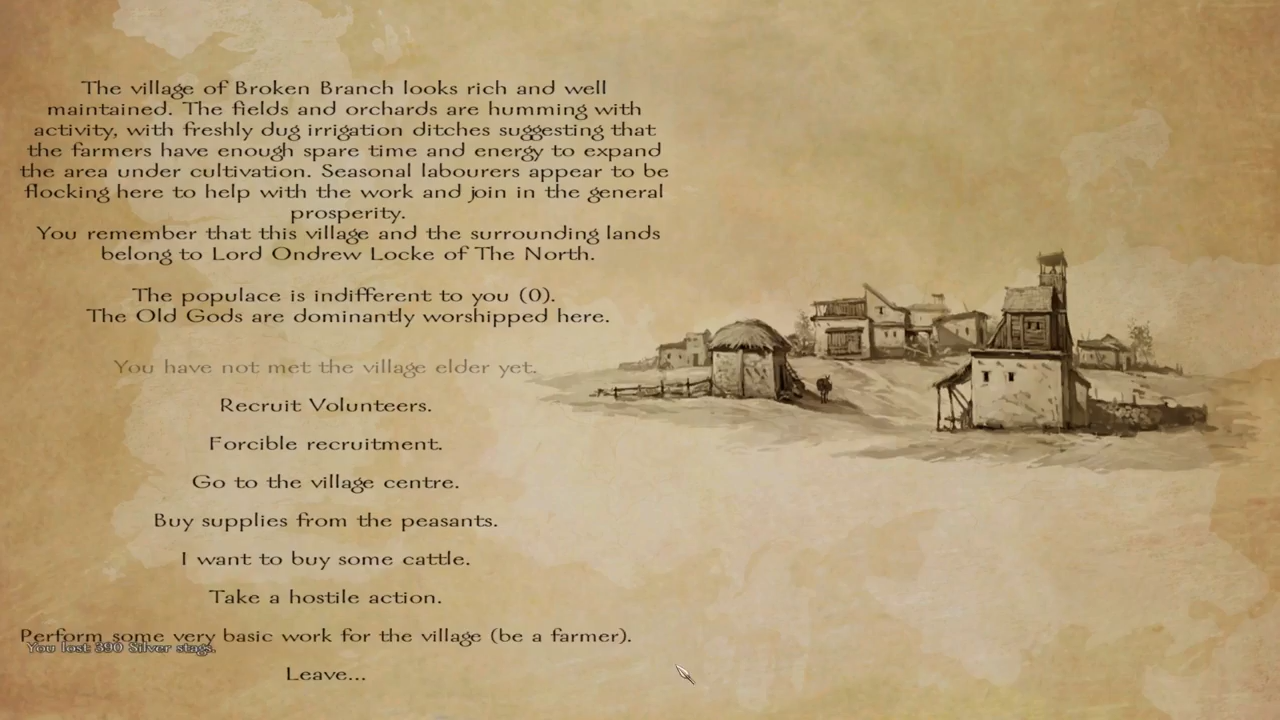 The village of Broken Branch looks rich and well
maintained. The fields and orchards are humming with
activity, with freshly dug irrigation ditches suggesting that
the farmers have enough spare time and energy to expand
the area under cultivation. Seasonal labourers appear to be
flocking here to help with the work and join in the general
prosperity.
You remember that this village and the surrounding lands
belong to Lord Ondrew Locke of The North.
The populace is indifferent to you (0).
The Old Gods are dominantly worshipped here.
You have not met the village elder yet.
Recruit Volunteers.
Forcible recruitment.
Go to the village centre.
Buy supplies from the peasants.
I want to buy some cattle.
Take a hostile action.
Perform some very basic work for the village (be a farmer).
You lost 390 Silver stags.
Leave...